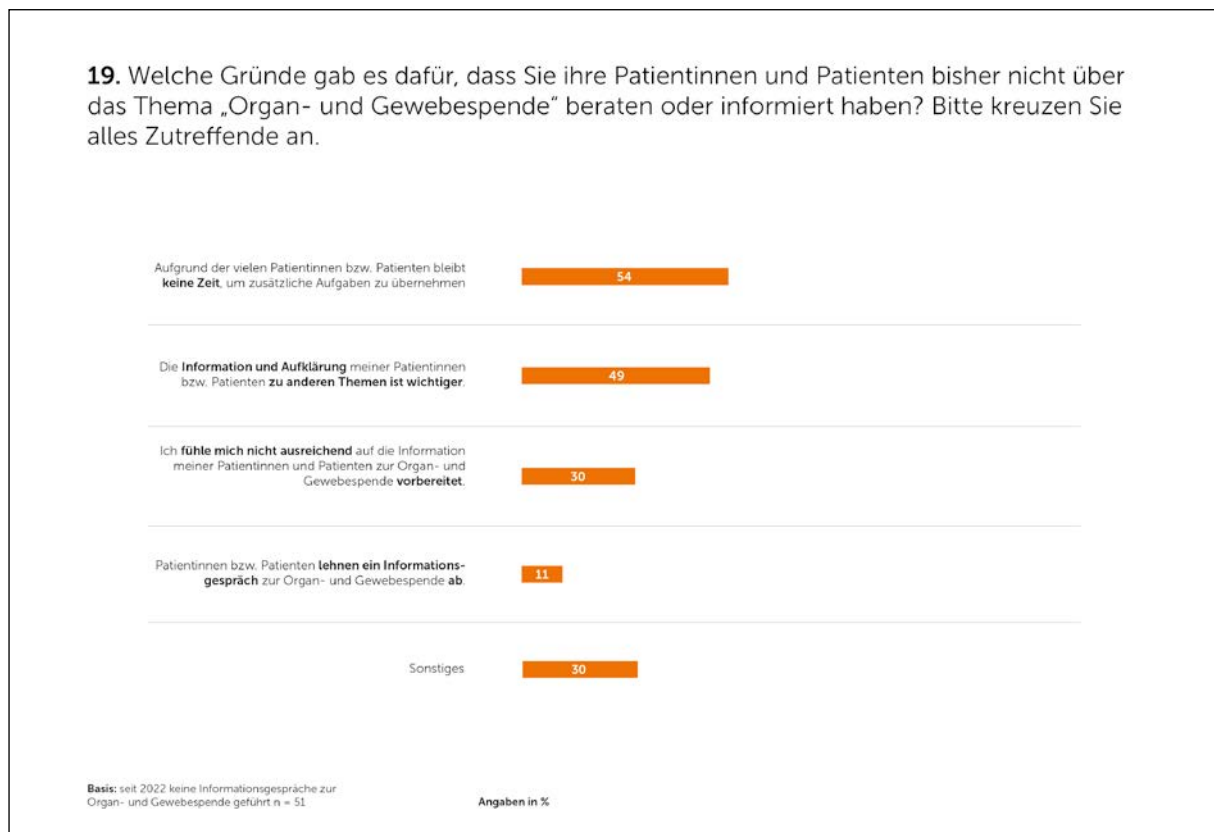 19. Welche Gründe gab es dafür, dass Sie ihre Patientinnen und Patienten bisher nicht über
das Thema „Organ- und Gewebespende“ beraten oder informiert haben? Bitte kreuzen Sie
alles Zutreffende an.
Aufgrund der vielen Patientinnen bzw. Patienten bleibt
keine Zeit, um zusätzliche Aufgaben zu übernehmen
54
Die Information und Aufklärung meiner Patientinnen
bzw. Patienten zu anderen Themen ist wichtiger.
49
Ich fühle mich nicht ausreichend auf die Information
meiner Patientinnen und Patienten zur Organ- und
Gewebespende vorbereitet.
30
Patientinnen bzw. Patienten lehnen ein Informations-
gespräch zur Organ- und Gewebespende ab.
11
Sonstiges
30
Basis: seit 2022 keine Informationsgespräche zur
Organ- und Gewebespende geführt n = 51
Angaben in %